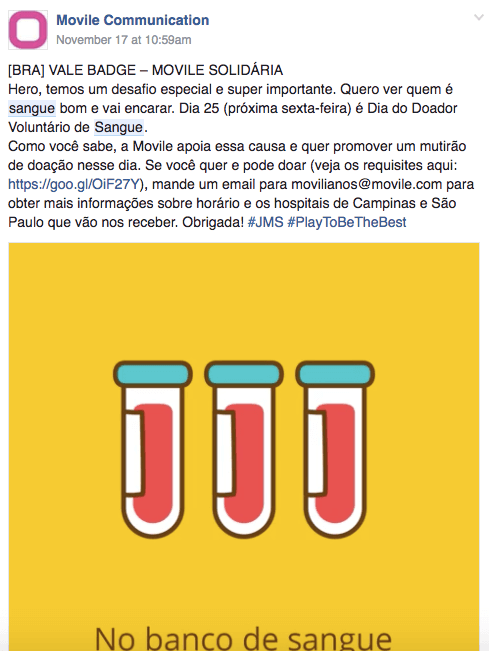 Movile Communication
November 17 at 10:59am
[BRA] VALE BADGE – MOVILE SOLIDÁRIA
Hero, temos um desafio especial e super importante. Quero ver quem é
sangue bom e vai encarar. Dia 25 (próxima sexta-feira) é Dia do Doador
Voluntário de Sangue.
Como você sabe, a Movile apoia essa causa e quer promover um mutirão
de doação nesse dia. Se você quer e pode doar (veja os requisites aqui:
https://goo.gl/OiF27Y), mande um email para movilianos@movile.com para
obter mais informações sobre horário e os hospitais de Campinas e São
Paulo que vão nos receber. Obrigada! #JMS #PlayToBeTheBest
No banco de sangue